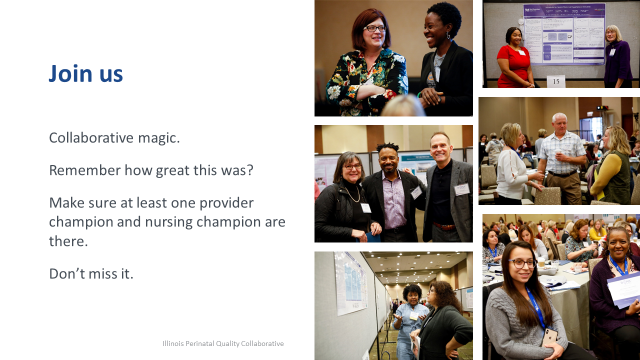 Join us
Collaborative magic.
Remember how great this was?
Make sure at least one provider
champion and nursing champion are
there.
Don't miss it.
Illinois Perinatal Quality Collaborative
15